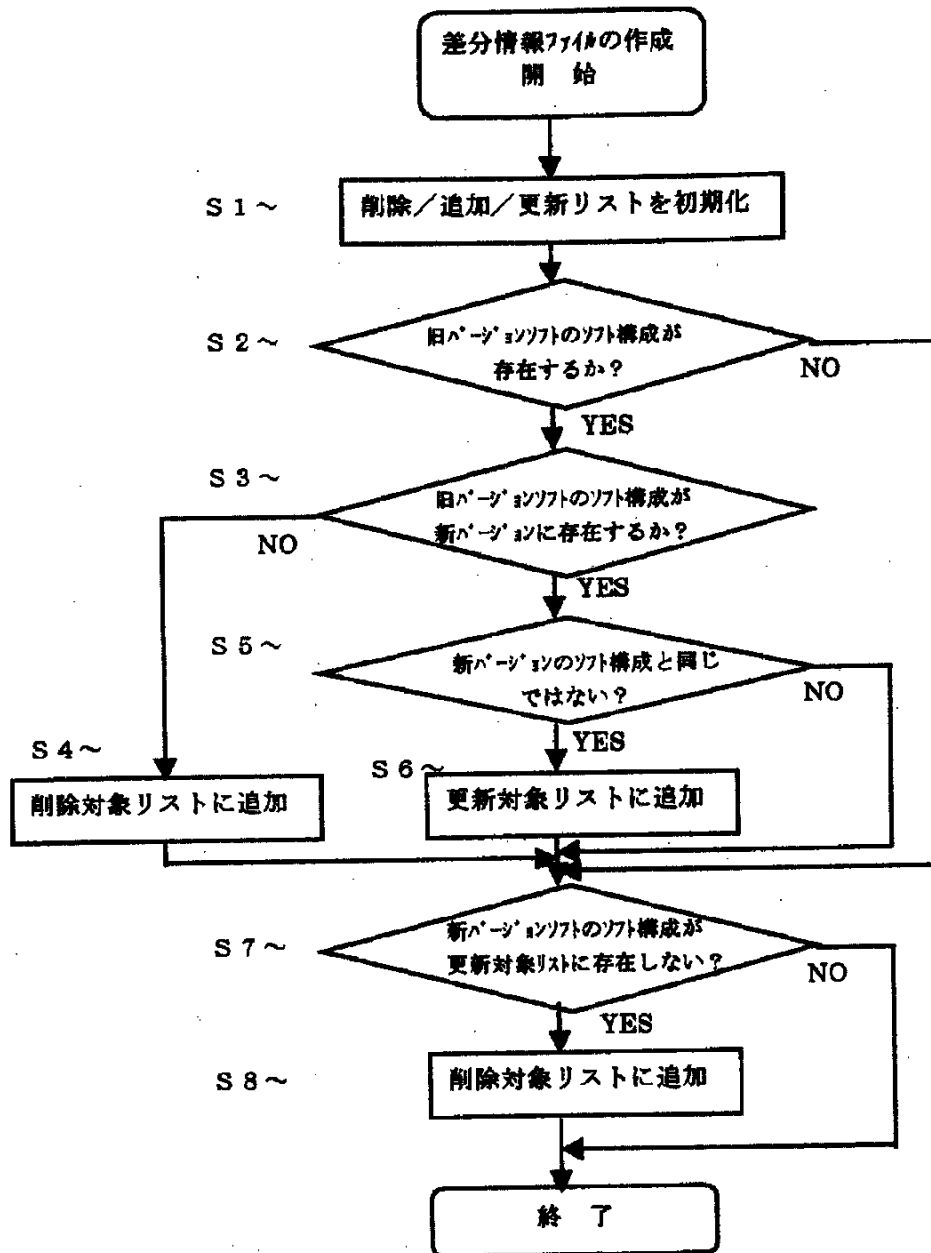 差分情報ファイルの作成
開 始
S1～
削除／追加／更新リストを初期化
S2～
旧バージョンソフトのソフト構成が
存在するか？
NO
YES
S3～
旧バージョンソフトのソフト構成が
新バージョンに存在するか？
NO
YES
S5～
新バージョンのソフト構成と同じ
ではない？
NO
YES
S4～
削除対象リストに追加
S6～
更新対象リストに追加
S7～
新バージョンソフトのソフト構成が
更新対象リストに存在しない？
NO
YES
S8～
削除対象リストに追加
終 了